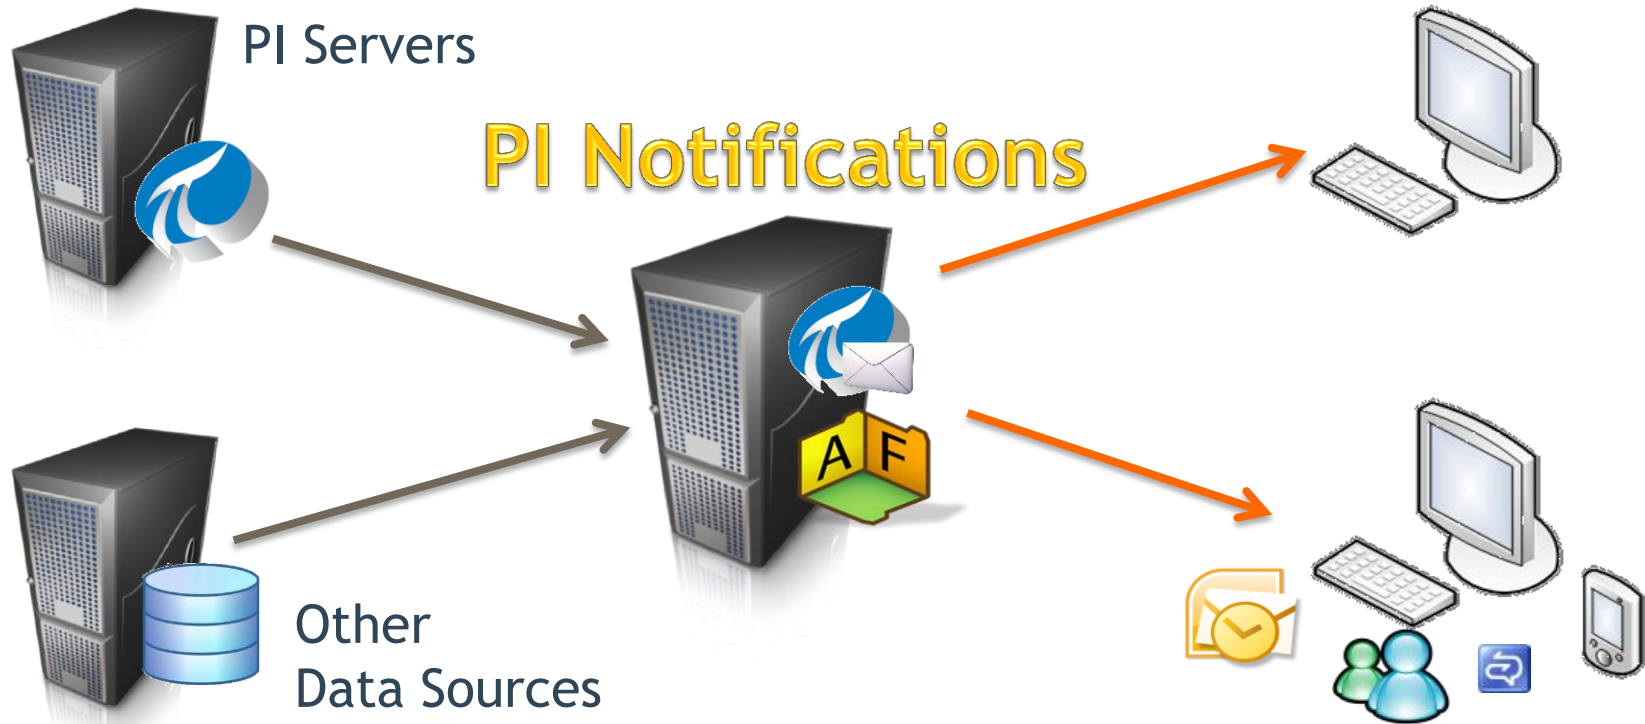 PI Servers
PI Notifications
A F
Other
Data Sources